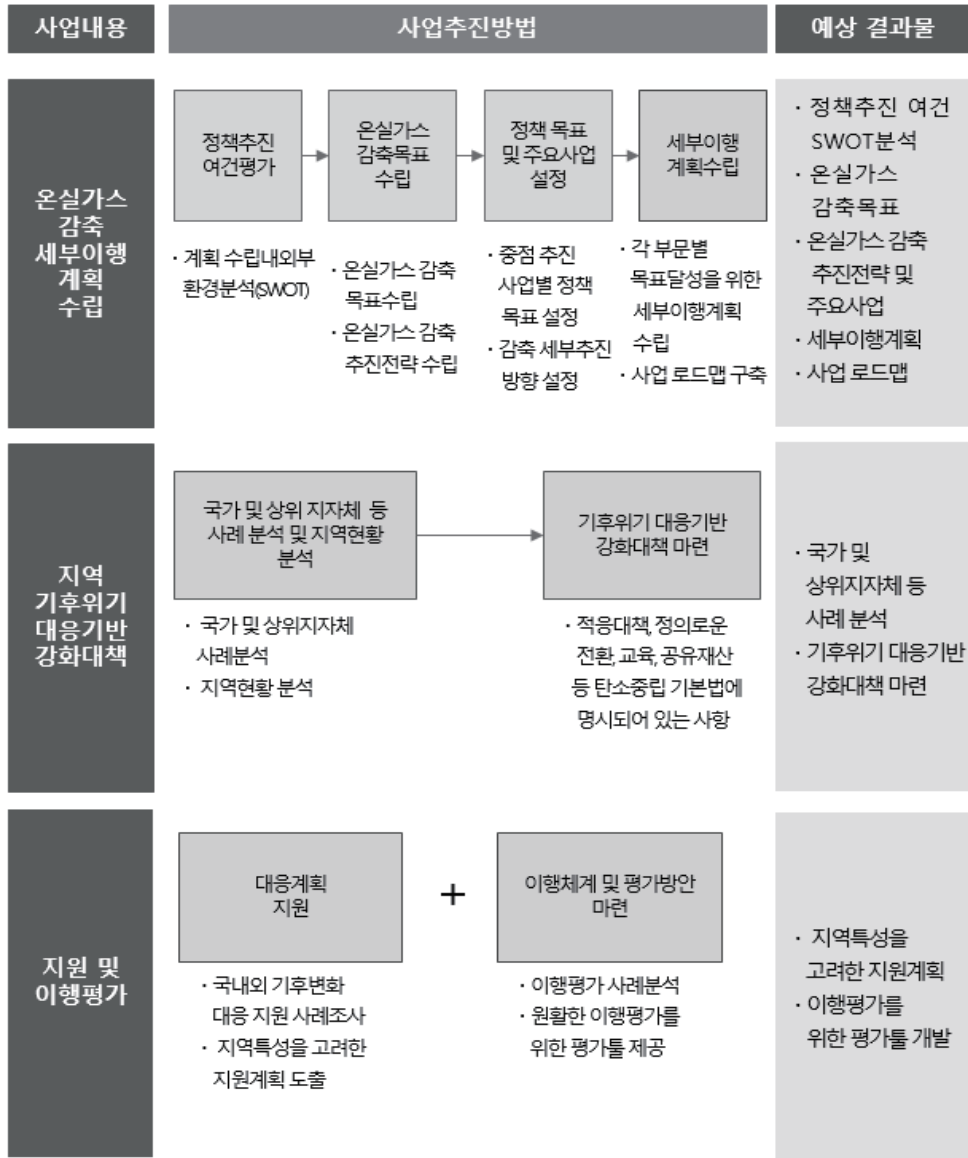 사업내용
사업추진방법
예상 결과물
온실가스
감축
세부이행
계획
수립
정책추진
여건평가
온실가스
감축목표
수립
정책 목표
및 주요사업
설정
세부이행
계획수립
· 계획 수립내외부
환경분석(SWOT)
· 온실가스 감축
목표수립
· 온실가스 감축
추진전략 수립
· 중점 추진
사업별 정책
목표 설정
· 감축 세부추진
방향 설정
· 각 부문별
목표달성을 위한
세부이행계획
수립
· 사업 로드맵 구축
· 정책추진 여건
SWOT분석
· 온실가스
감축목표
· 온실가스 감축
추진전략 및
주요사업
· 세부이행계획
· 사업 로드맵
지역
기후위기
대응기반
강화대책
국가 및 상위 지자체 등
사례 분석 및 지역현황
분석
기후위기 대응기반
강화대책 마련
· 국가 및 상위지자체
사례분석
· 지역현황 분석
· 적응대책, 정의로운
전환, 교육, 공유재산
등 탄소중립 기본법에
명시되어 있는 사항
· 국가 및
상위지자체 등
사례 분석
· 기후위기 대응기반
강화대책 마련
지원 및
이행평가
대응계획
지원
+
이행체계 및 평가방안
마련
· 국내외 기후변화
대응 지원 사례조사
· 지역특성을 고려한
지원계획 도출
· 이행평가 사례분석
· 원활한 이행평가를
위한 평가툴 제공
· 지역특성을
고려한 지원계획
· 이행평가를
위한 평가툴 개발